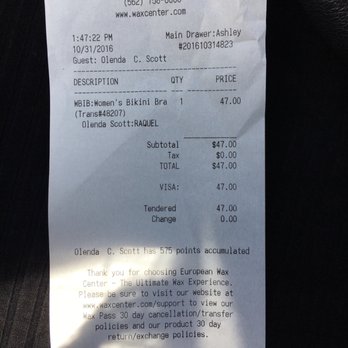 www.waxcenter.com
1:47:22 PM Main Drawer:Ashley
10/31/2016 #201610314823
Guest: Olenda C. Scott
DESCRIPTION QTY PRICE
WBIB:Women's Bikini Bra 1 47.00
(Trans#48207)
Olenda Scott:RAQUEL
Subtotal $47.00
Tax $0.00
TOTAL $47.00
VISA: 47.00
Tendered 47.00
Change 0.00
Olenda C. Scott has 575 points accumulated
Thank you for choosing European Wax
Center - The Ultimate Wax Experience.
Please be sure to visit our website at
www.waxcenter.com/support to view our
Wax Pass 30 day cancellation/transfer
policies and our product 30 day
return/exchange policies.